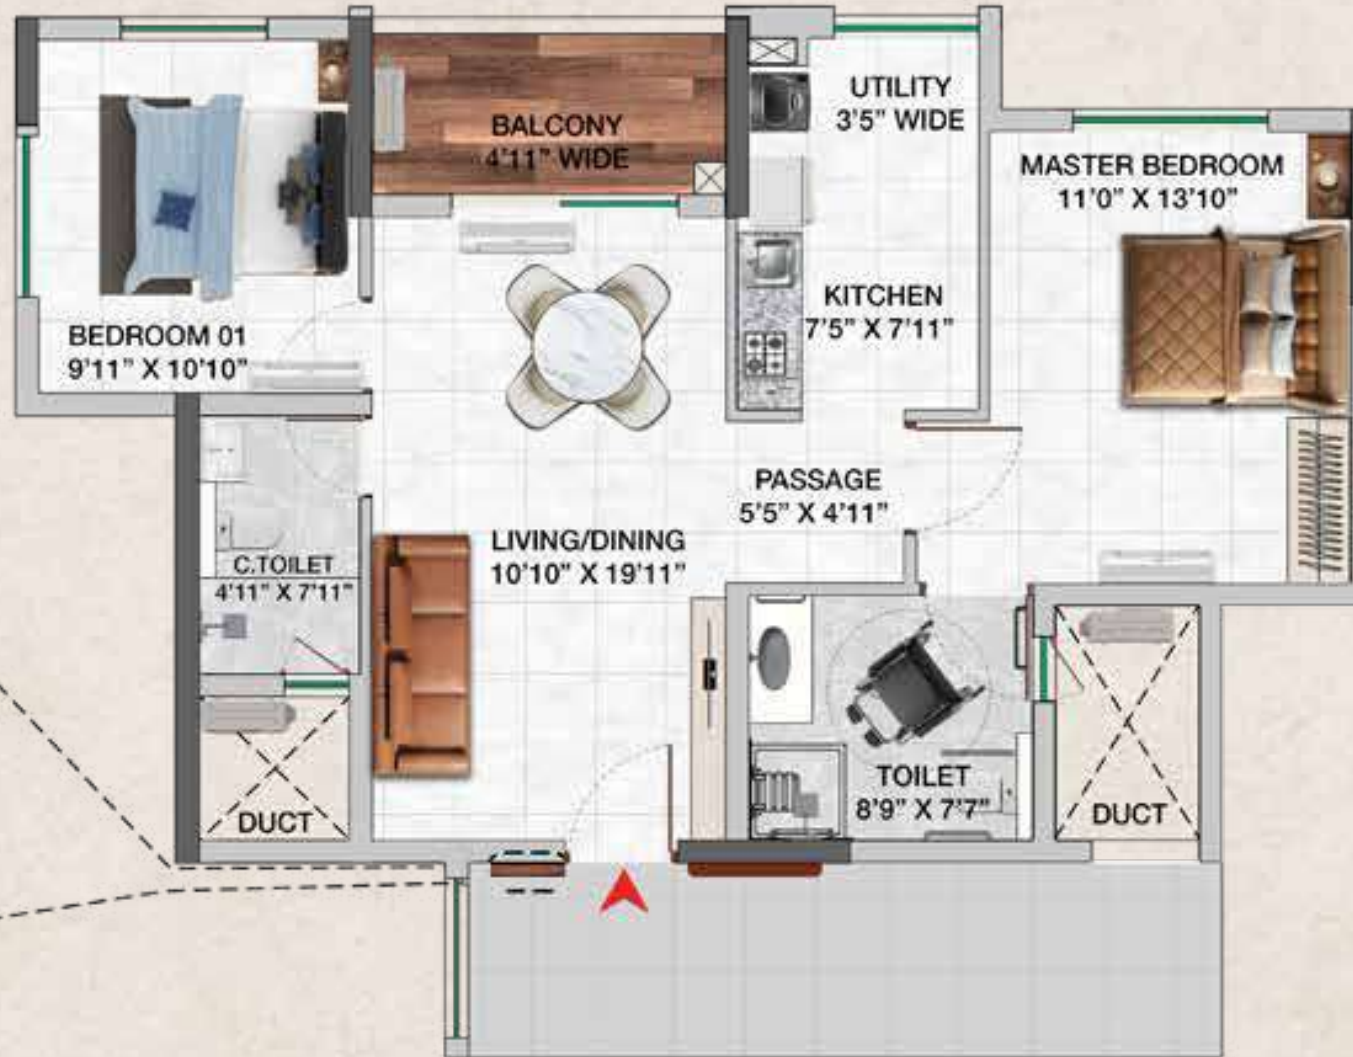 UTILITY
3'5” WIDE
BALCONY
4'11” WIDE
MASTER BEDROOM
11'0” X 13'10”
KITCHEN
7'5” X 7'11”
BEDROOM 01
9'11” X 10'10”
PASSAGE
5'5” X 4'11”
LIVING/DINING
10'10” X 19'11”
C.TOILET
4'11” X 7'11”
TOILET
8'9” X 7'7”
DUCT
DUCT